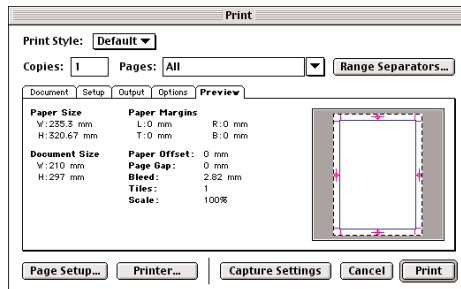 Print
Print Style: Default
Copies: 1 Pages: All Range Separators...
Document Setup Output Options Preview
Paper Size Paper Margins
W:235.3 mm L:0 mm R:0 mm
H:320.67 mm T:0 mm B:0 mm
Document Size Paper Offset: 0 mm
W:210 mm Page Gap: 0 mm
H:297 mm Bleed: 2.82 mm
Tiles: 1
Scale: 100%
Page Setup... Printer... Capture Settings Cancel Print